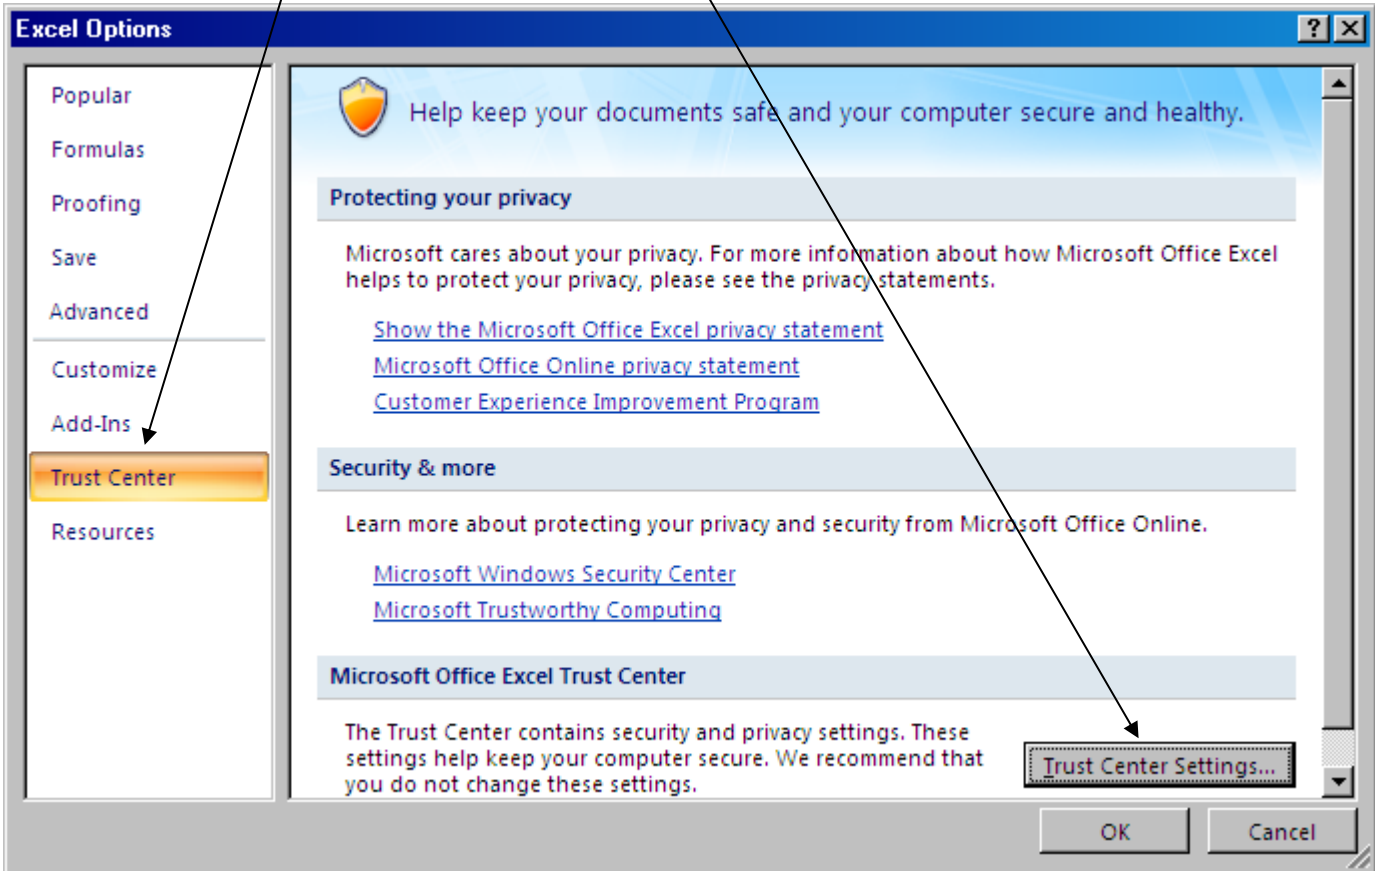 Excel Options
?
Popular
Formulas
Proofing
Save
Advanced
Customize
Add-Ins
Trust Center
Resources
Help keep your documents safe and your computer secure and healthy.
Protecting your privacy
Microsoft cares about your privacy. For more information about how Microsoft Office Excel
helps to protect your privacy, please see the privacy statements.
Show the Microsoft Office Excel privacy statement
Microsoft Office Online privacy statement
Customer Experience Improvement Program
Security & more
Learn more about protecting your privacy and security from Microsoft Office Online.
Microsoft Windows Security Center
Microsoft Trustworthy Computing
Microsoft Office Excel Trust Center
The Trust Center contains security and privacy settings. These
settings help keep your computer secure. We recommend that
you do not change these settings.
Trust Center Settings...
OK
Cancel